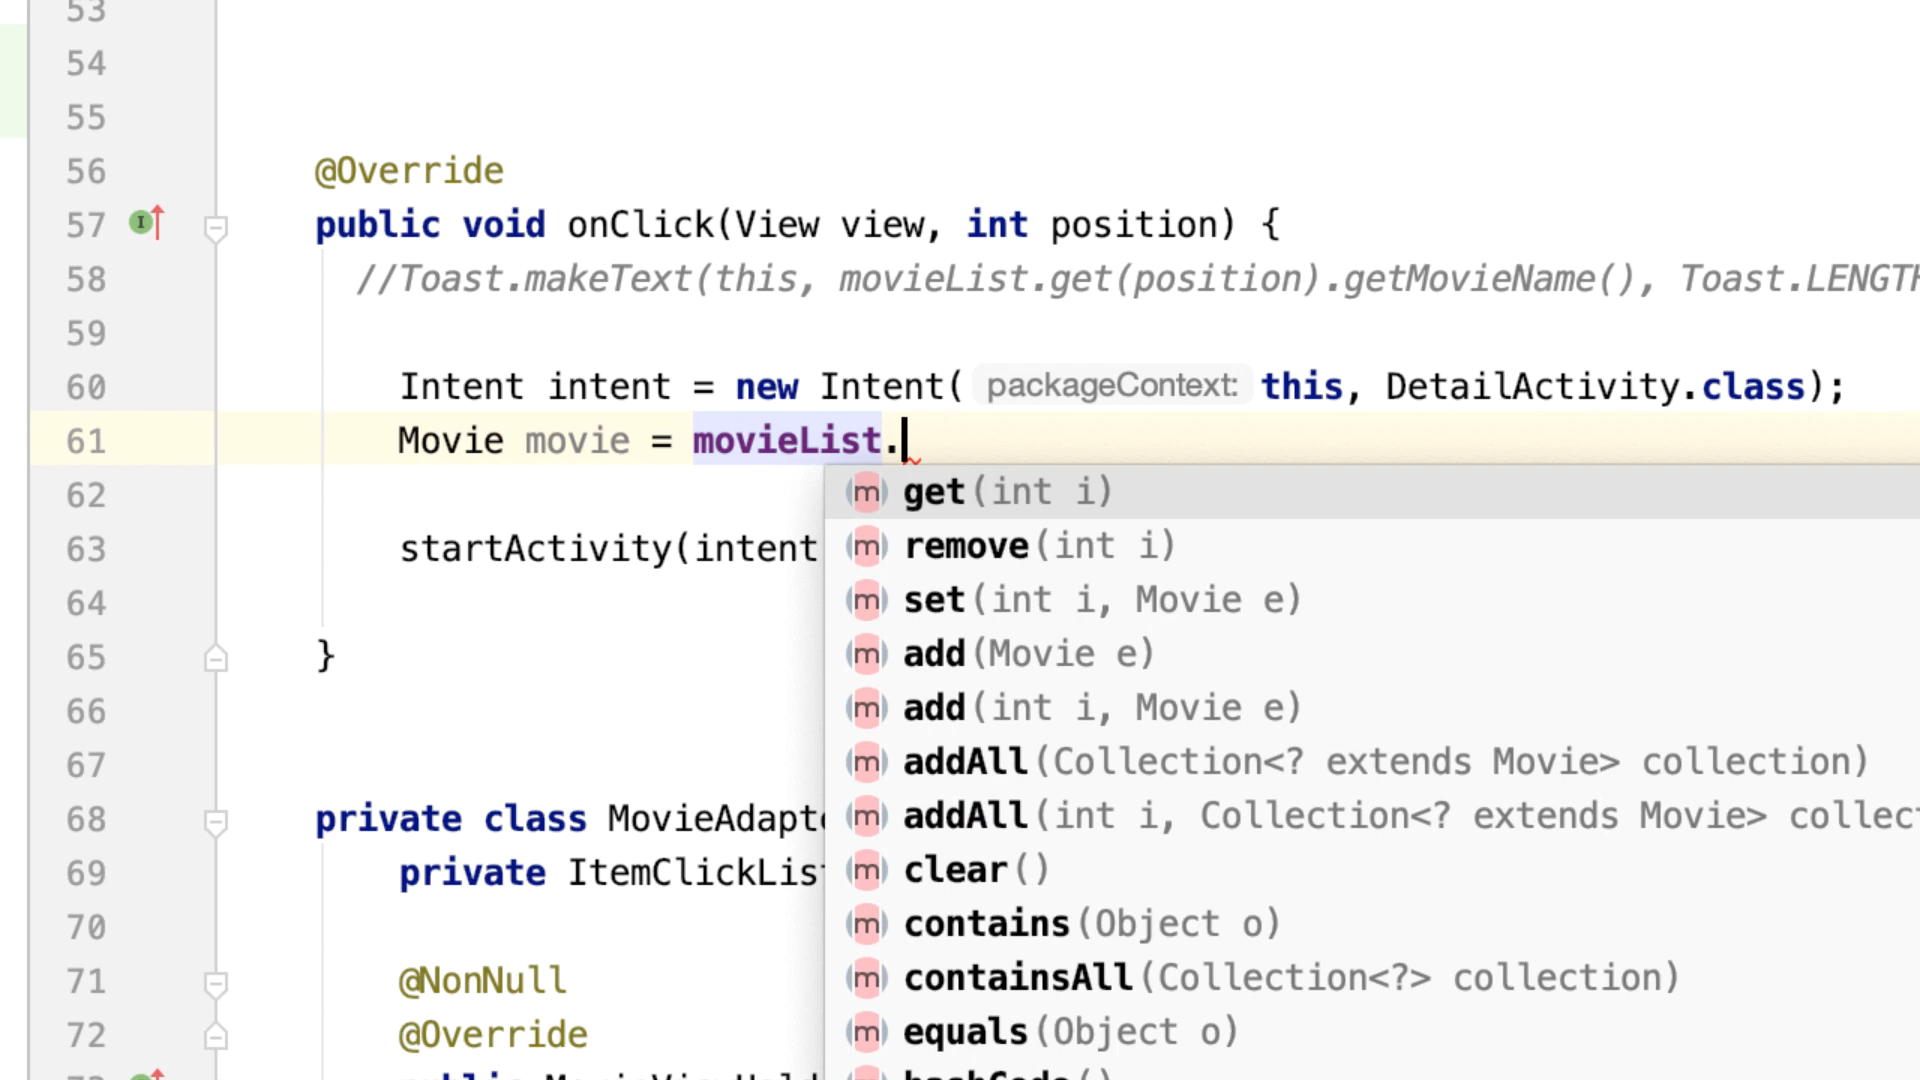 53
54
55
56 @Override
57 public void onClick(View view, int position) {
58 //Toast.makeText(this, movieList.get(position).getMovieName(), Toast.LENGTH
59
60 Intent intent = new Intent( packageContext: this, DetailActivity.class);
61 Movie movie = movieList.
m get(int i)
62
m remove(int i)
63 startActivity(intent
m set(int i, Movie e)
64
m add(Movie e)
65 }
m add(int i, Movie e)
66
m addAll(Collection<? extends Movie> collection)
67
m addAll(int i, Collection<? extends Movie> collec
68 private class MovieAdapte
m clear()
69 private ItemClickList
m contains(Object o)
70
m containsAll(Collection<?> collection)
71 @NonNull
m equals(Object o)
72 @Override